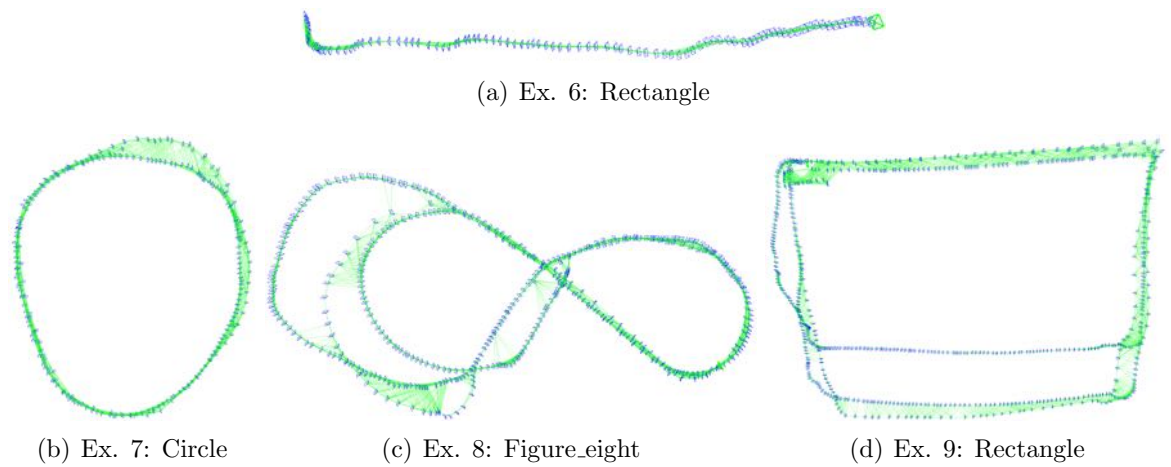 (a) Ex. 6: Rectangle
(b) Ex. 7: Circle
(c) Ex. 8: Figure_eight
(d) Ex. 9: Rectangle